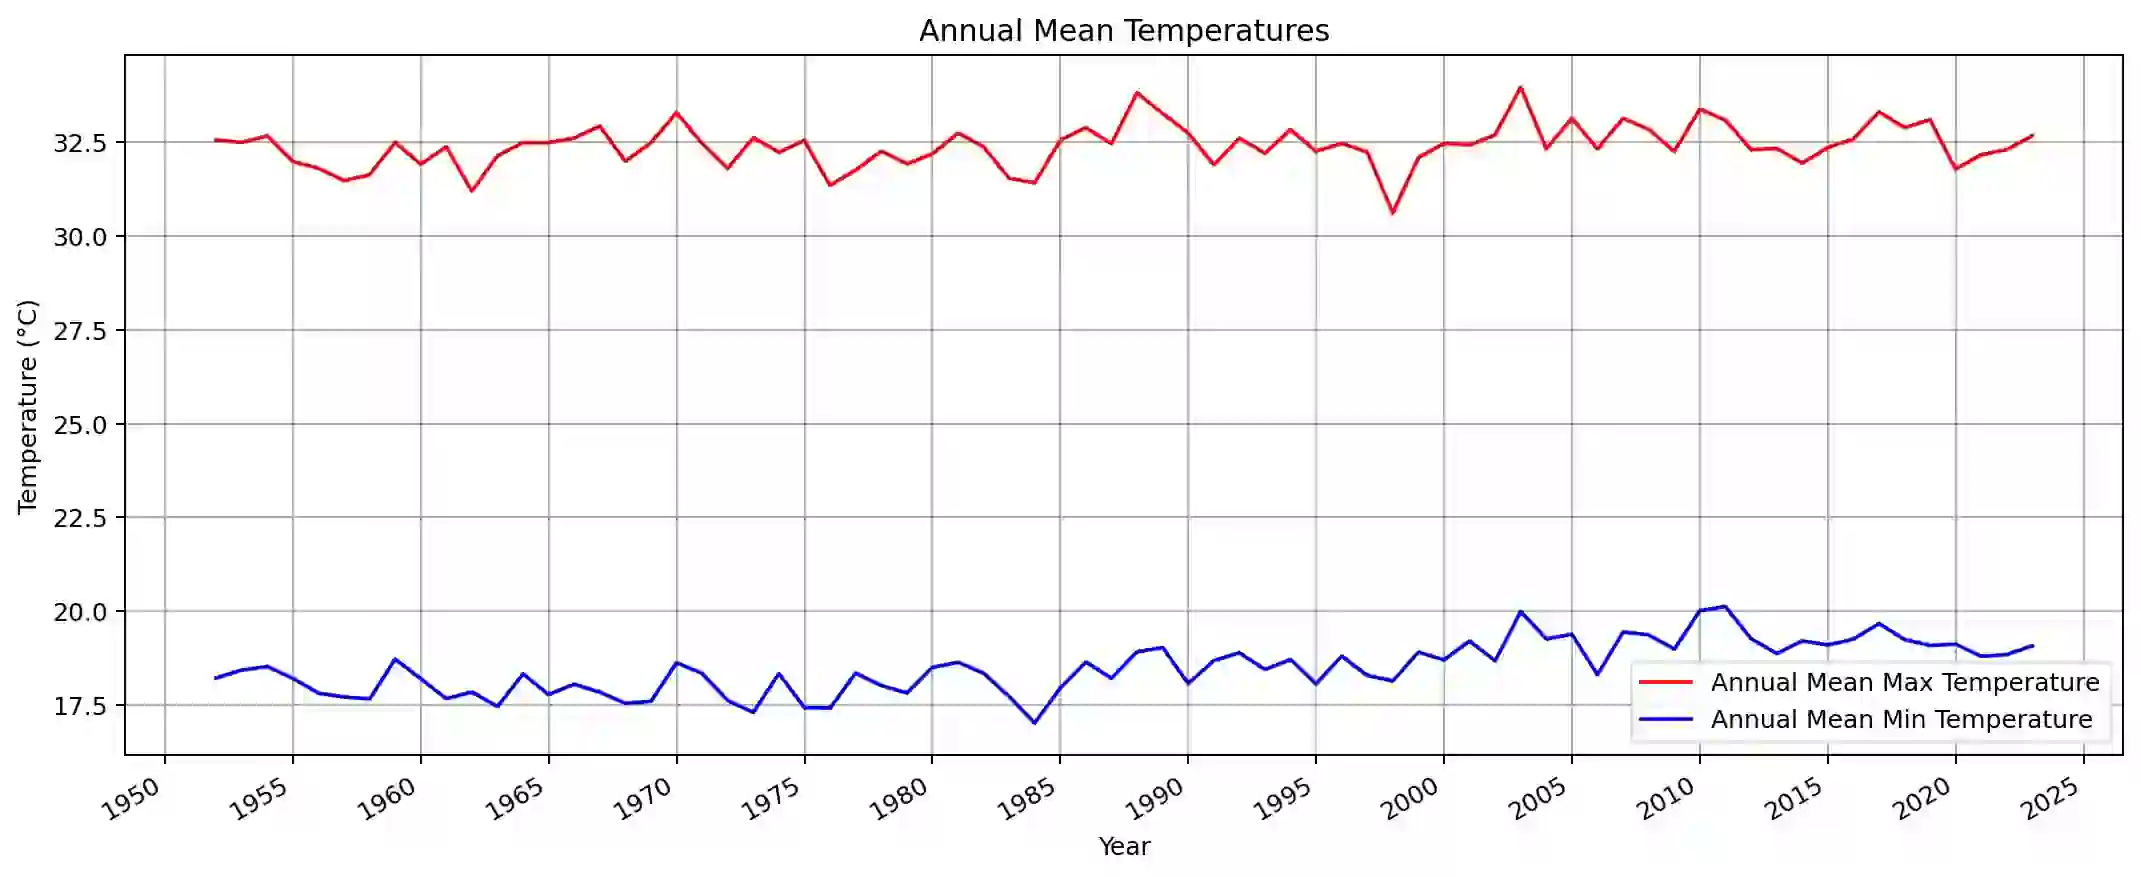 Annual Mean Temperatures
Temperature (°C)
32.5
30.0
27.5
25.0
22.5
20.0
17.5
Annual Mean Max Temperature
Annual Mean Min Temperature
1950 1955 1960 1965 1970 1975 1980 1985 1990 1995 2000 2005 2010 2015 2020 2025
Year